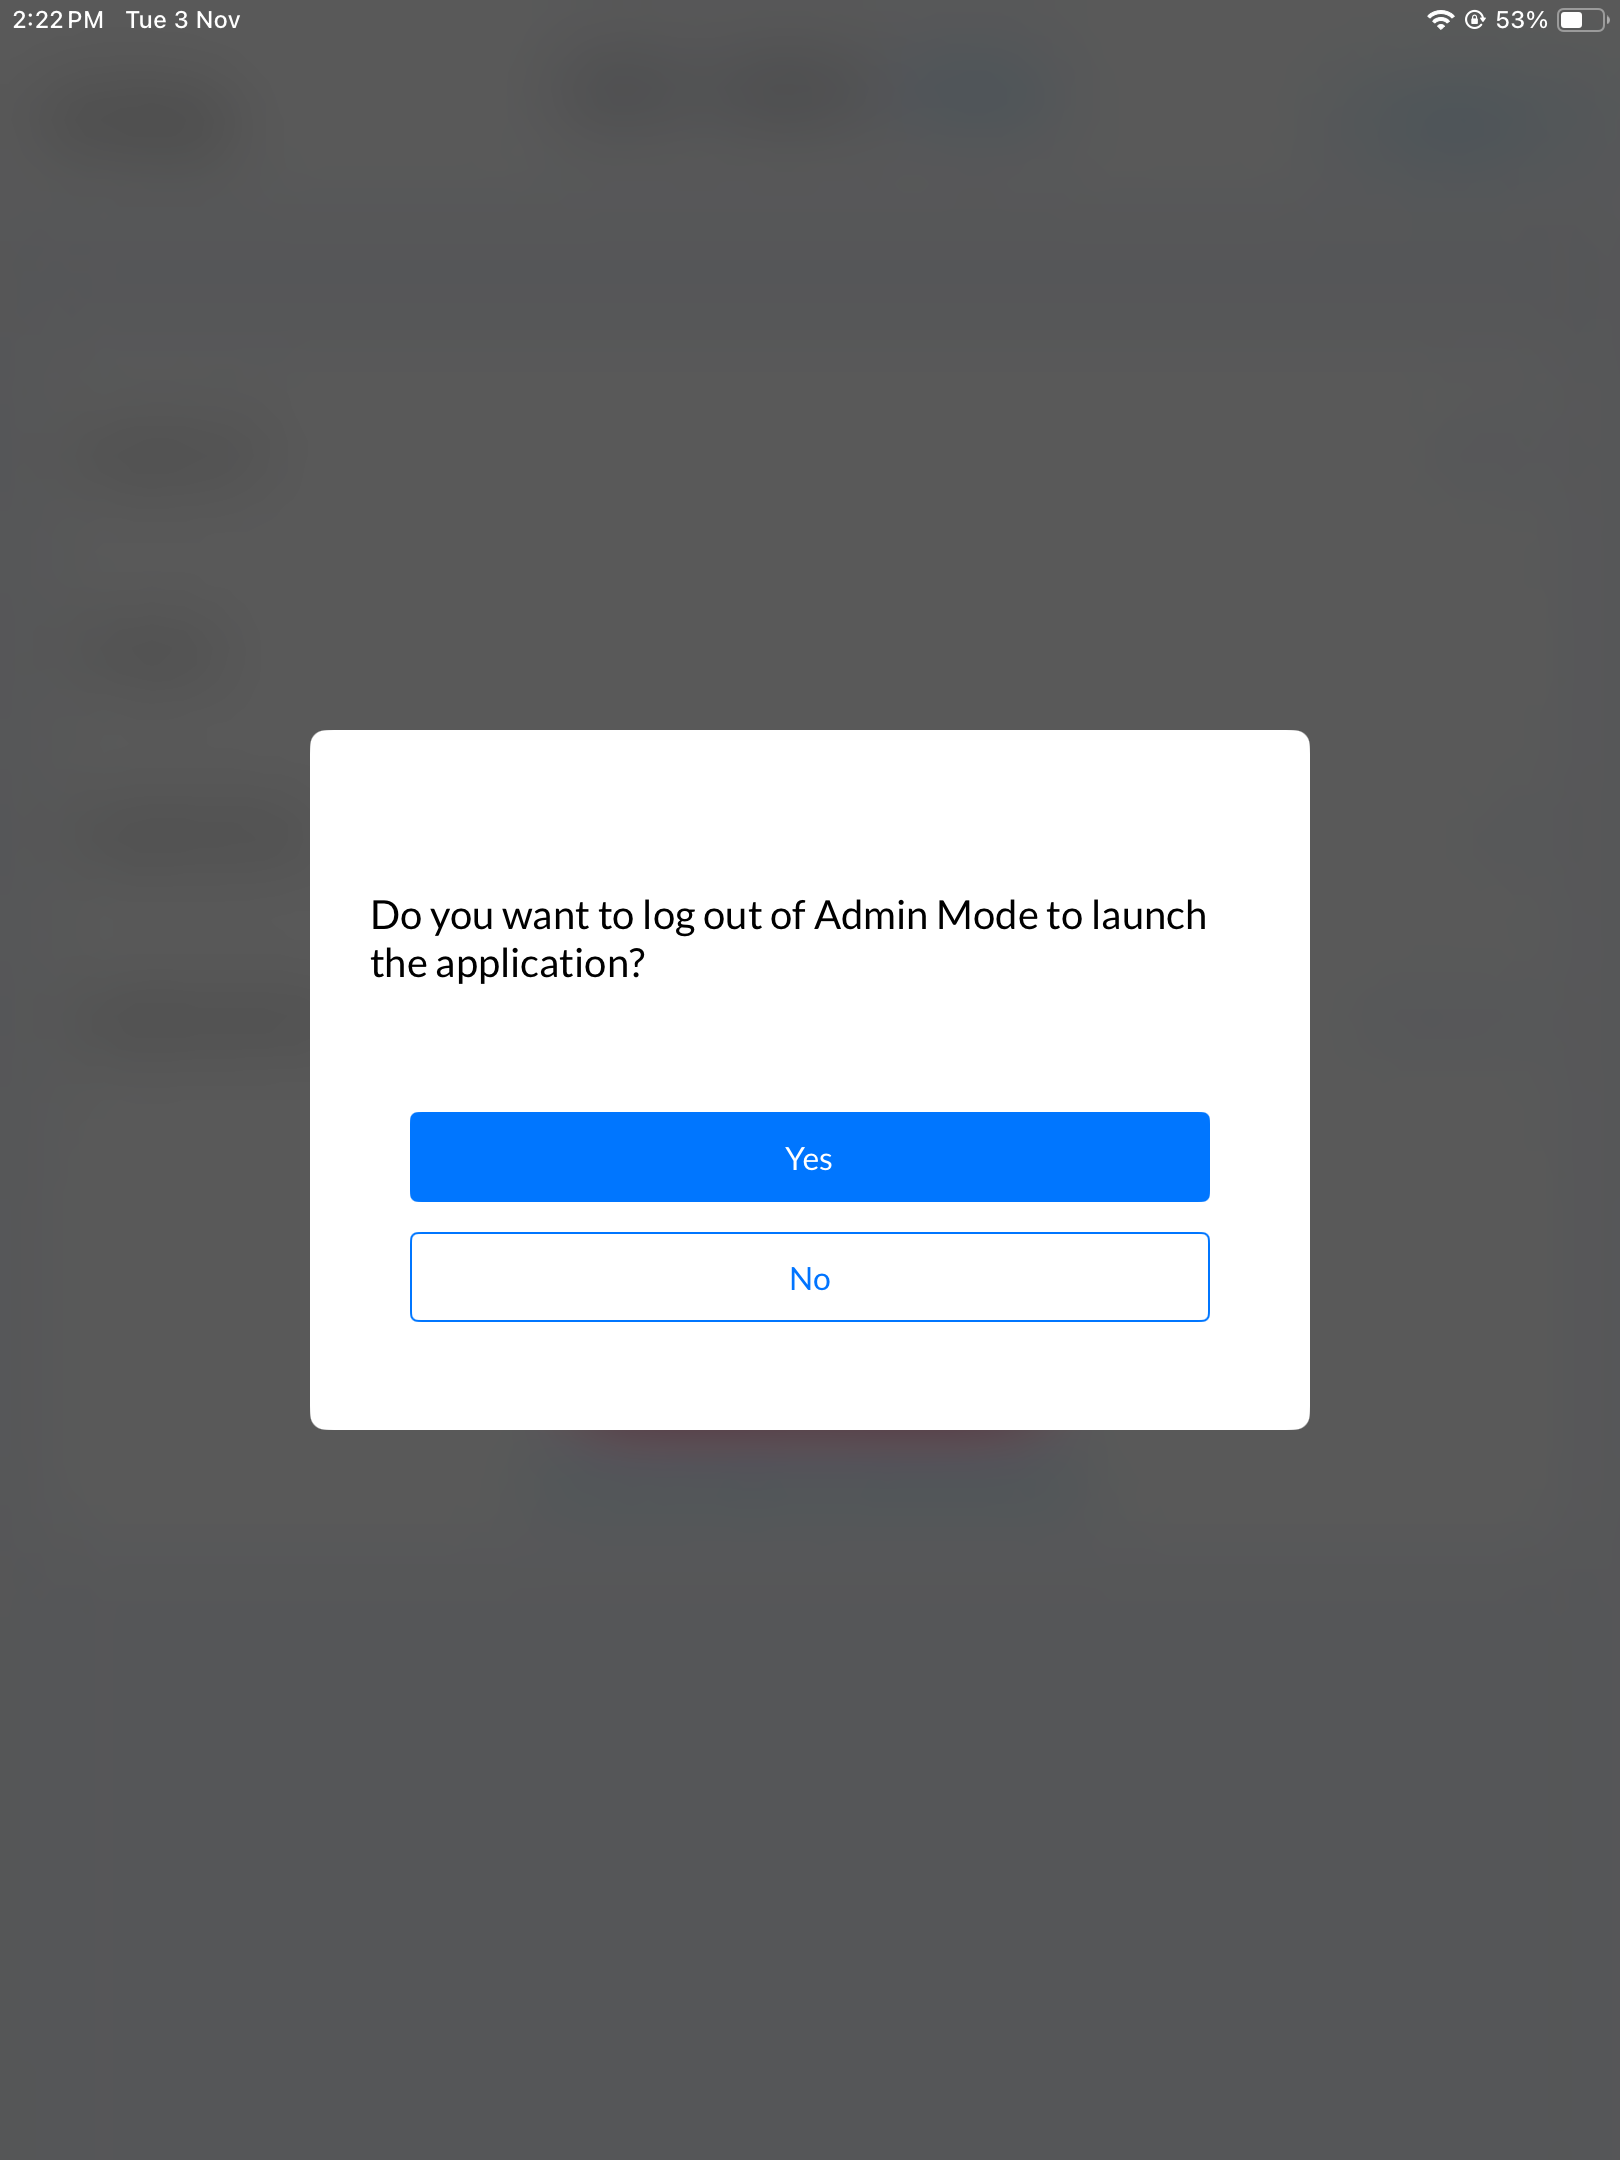 2:22 PM Tue 3 Nov 53%
Do you want to log out of Admin Mode to launch
the application?
Yes
No